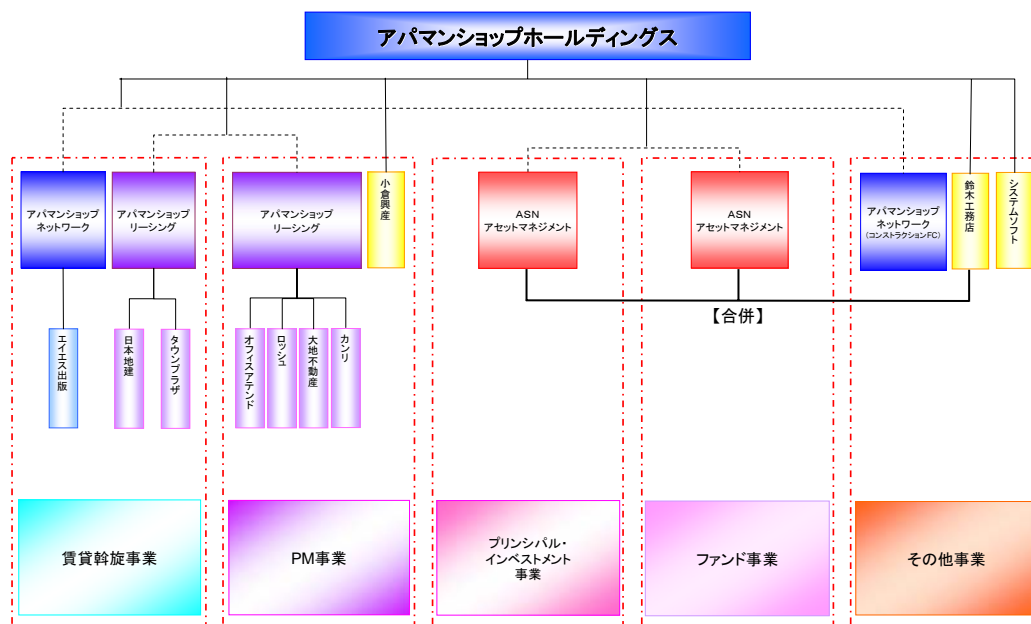 アパマンショップホールディングス
アパマンショップ
ネットワーク
アパマンショップ
リーシング
アパマンショップ
リーシング
小倉興産
ASN
アセットマネジメント
ASN
アセットマネジメント
アパマンショップ
ネットワーク
(コンストラクションFC)
鈴木工務店
システムソフト
【合併】
エイエス出版
日本地建
タウンプラザ
オフィスアテンド
ロッシュ
大地不動産
カンリ
賃貸斡旋事業
PM事業
プリンシパル・
インベストメント
事業
ファンド事業
その他事業